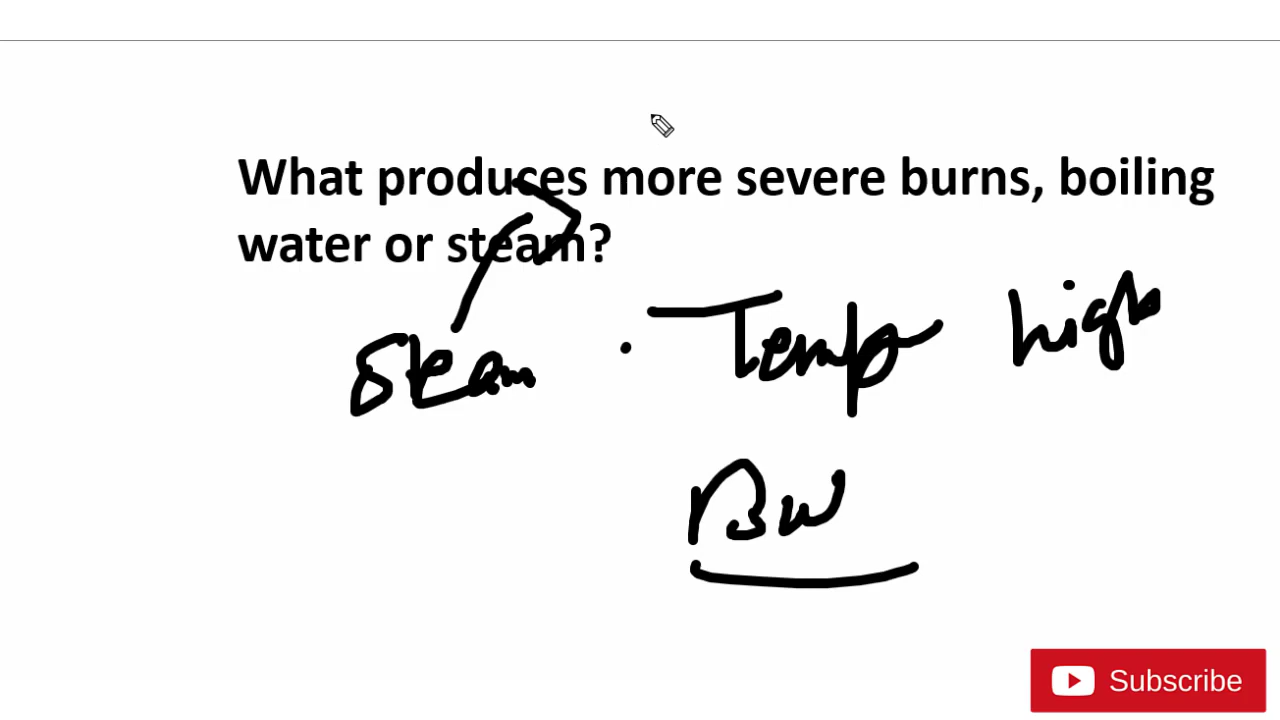 What produces more severe burns, boiling
water or steam?
Steam . Temp high
BW
Subscribe